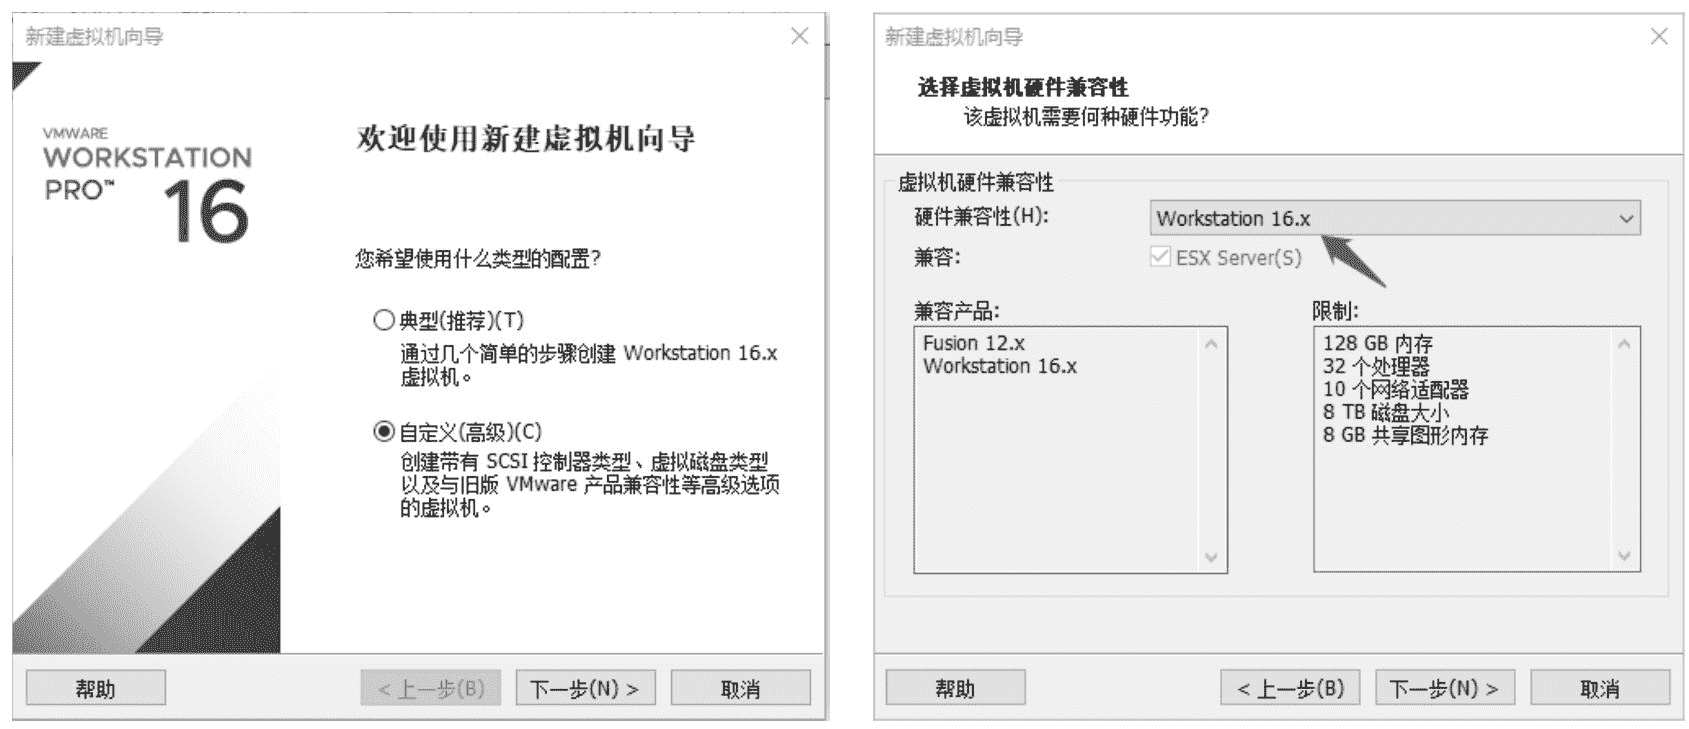 新建虚拟机向导
VMWARE
WORKSTATION
PRO™ 16
欢迎使用新建虚拟机向导
您希望使用什么类型的配置?
典型(推荐)(T)
通过几个简单的步骤创建 Workstation 16.x
虚拟机。
自定义(高级)(C)
创建带有 SCSI 控制器类型、虚拟磁盘类型
以及与旧版 VMware 产品兼容性等高级选项
的虚拟机。
帮助
< 上一步(B)
下一步(N) >
取消
新建虚拟机向导
选择虚拟机硬件兼容性
该虚拟机需要何种硬件功能?
虚拟机硬件兼容性
硬件兼容性(H):
Workstation 16.x
兼容:
ESX Server(S)
兼容产品:
Fusion 12.x
Workstation 16.x
限制:
128 GB 内存
32 个处理器
10 个网络适配器
8 TB 磁盘大小
8 GB 共享图形内存
帮助
< 上一步(B)
下一步(N) >
取消